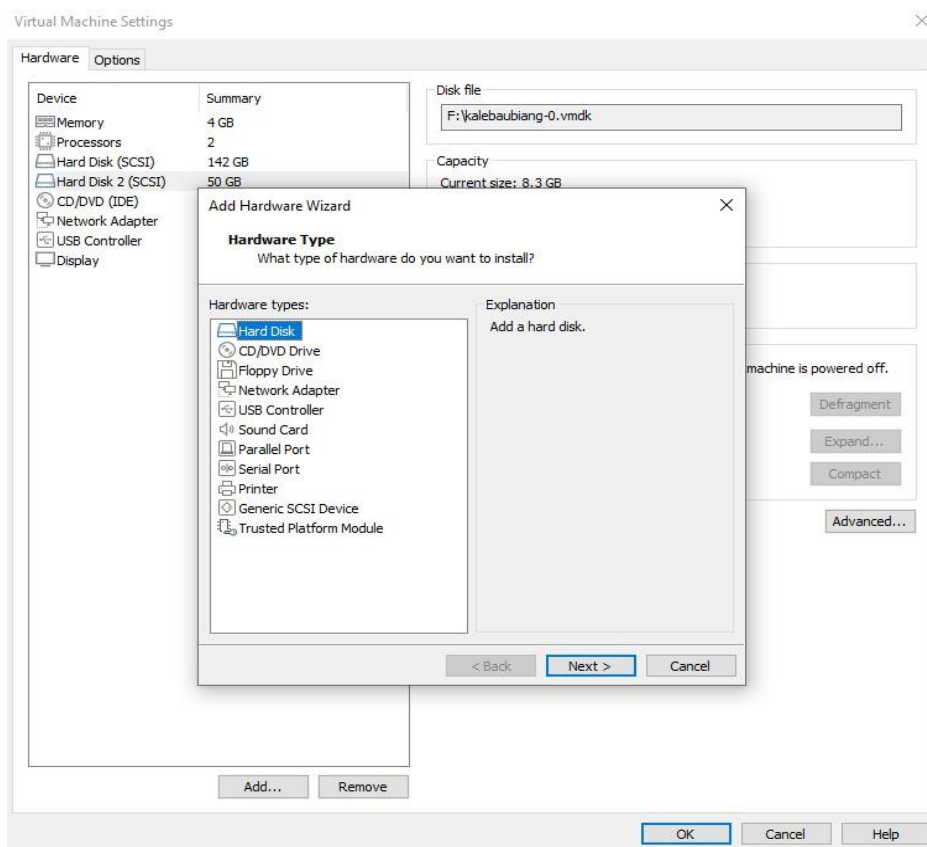 Virtual Machine Settings
Hardware Options
Device Summary
Memory 4 GB
Processors 2
Hard Disk (SCSI) 142 GB
Hard Disk 2 (SCSI) 50 GB
CD/DVD (IDE)
Network Adapter
USB Controller
Display
Disk file
F:\kalebaubiang-0.vmdk
Capacity
Current size: 8.3 GB
machine is powered off.
Defragment
Expand...
Compact
Advanced...
Add Hardware Wizard
Hardware Type
What type of hardware do you want to install?
Hardware types:
Hard Disk
CD/DVD Drive
Floppy Drive
Network Adapter
USB Controller
Sound Card
Parallel Port
Serial Port
Printer
Generic SCSI Device
Trusted Platform Module
Explanation
Add a hard disk.
< Back Next > Cancel
Add... Remove
OK Cancel Help